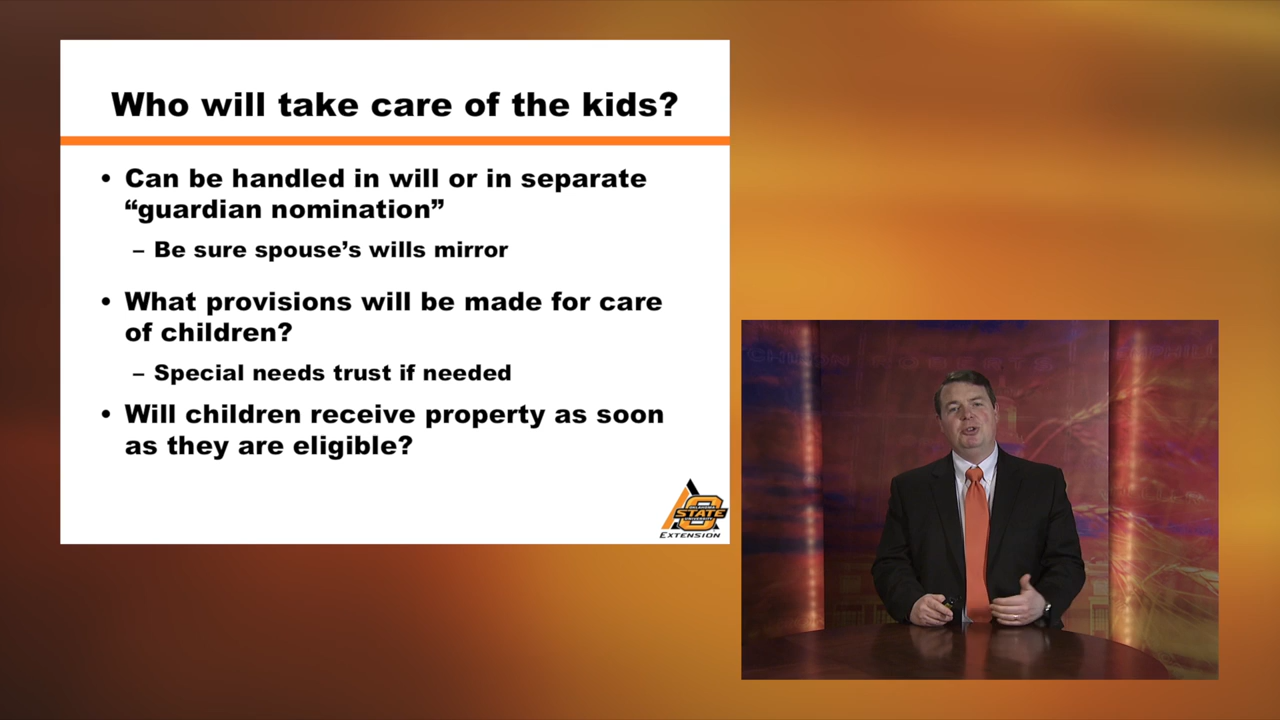 Who will take care of the kids?
• Can be handled in will or in separate
“guardian nomination”
– Be sure spouse’s wills mirror
• What provisions will be made for care
of children?
– Special needs trust if needed
• Will children receive property as soon
as they are eligible?
OKLAHOMA
STATE
UNIVERSITY
EXTENSION